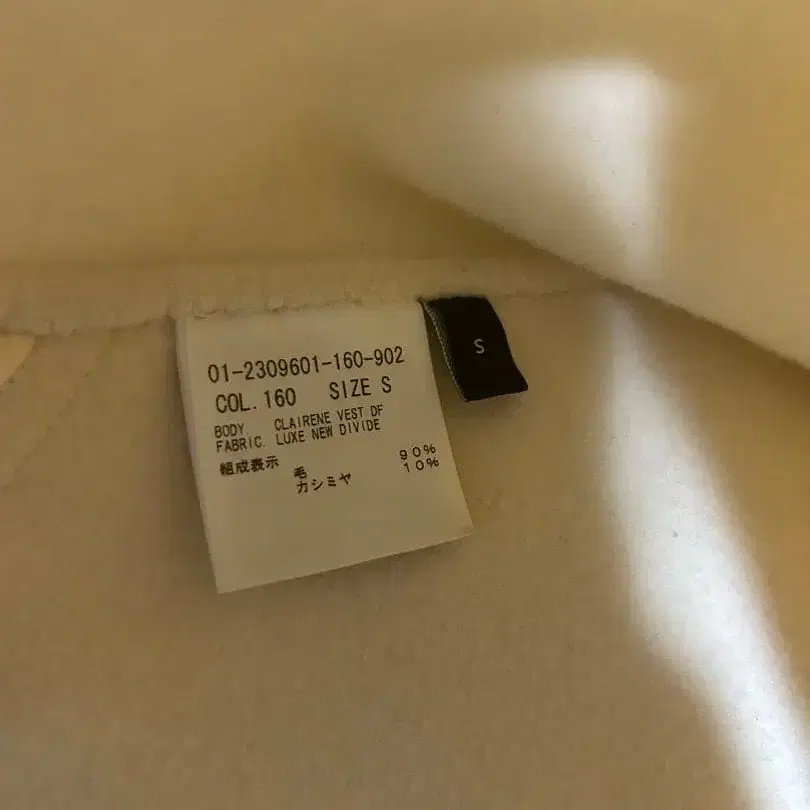 01-2309601-160-902
COL.160 SIZE S
BODY. CLAIRENE VEST DF
FABRIC. LUXE NEW DIVIDE
組成表示
毛 90%
カシミヤ 10%
S